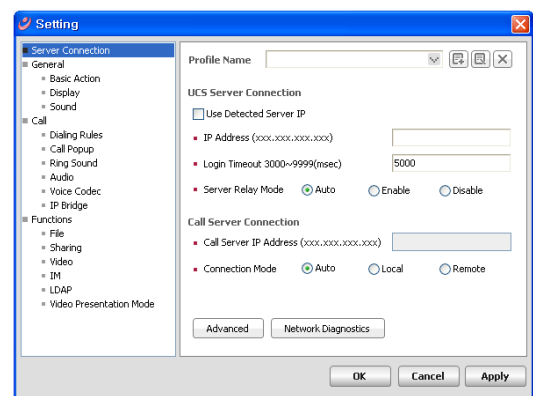 Setting
Server Connection
General
Basic Action
Display
Sound
Call
Dialing Rules
Call Popup
Ring Sound
Audio
Voice Codec
IP Bridge
Functions
File
Sharing
Video
IM
LDAP
Video Presentation Mode
Profile Name
UCS Server Connection
Use Detected Server IP
IP Address (xxx.xxx.xxx.xxx)
Login Timeout 3000~9999(msec) 5000
Server Relay Mode Auto Enable Disable
Call Server Connection
Call Server IP Address (xxx.xxx.xxx.xxx)
Connection Mode Auto Local Remote
Advanced Network Diagnostics
OK Cancel Apply